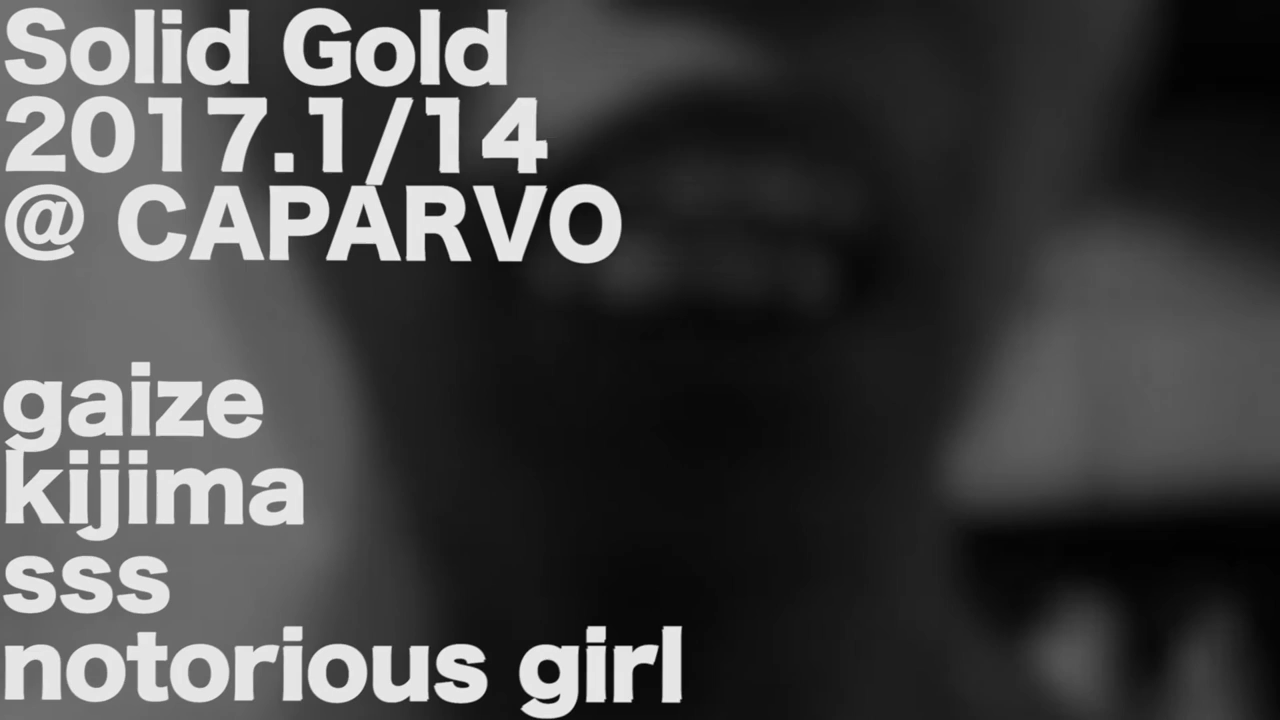 Solid Gold
2017.1/14
@ CAPARVO
gaize
kijima
sss
notorious girl